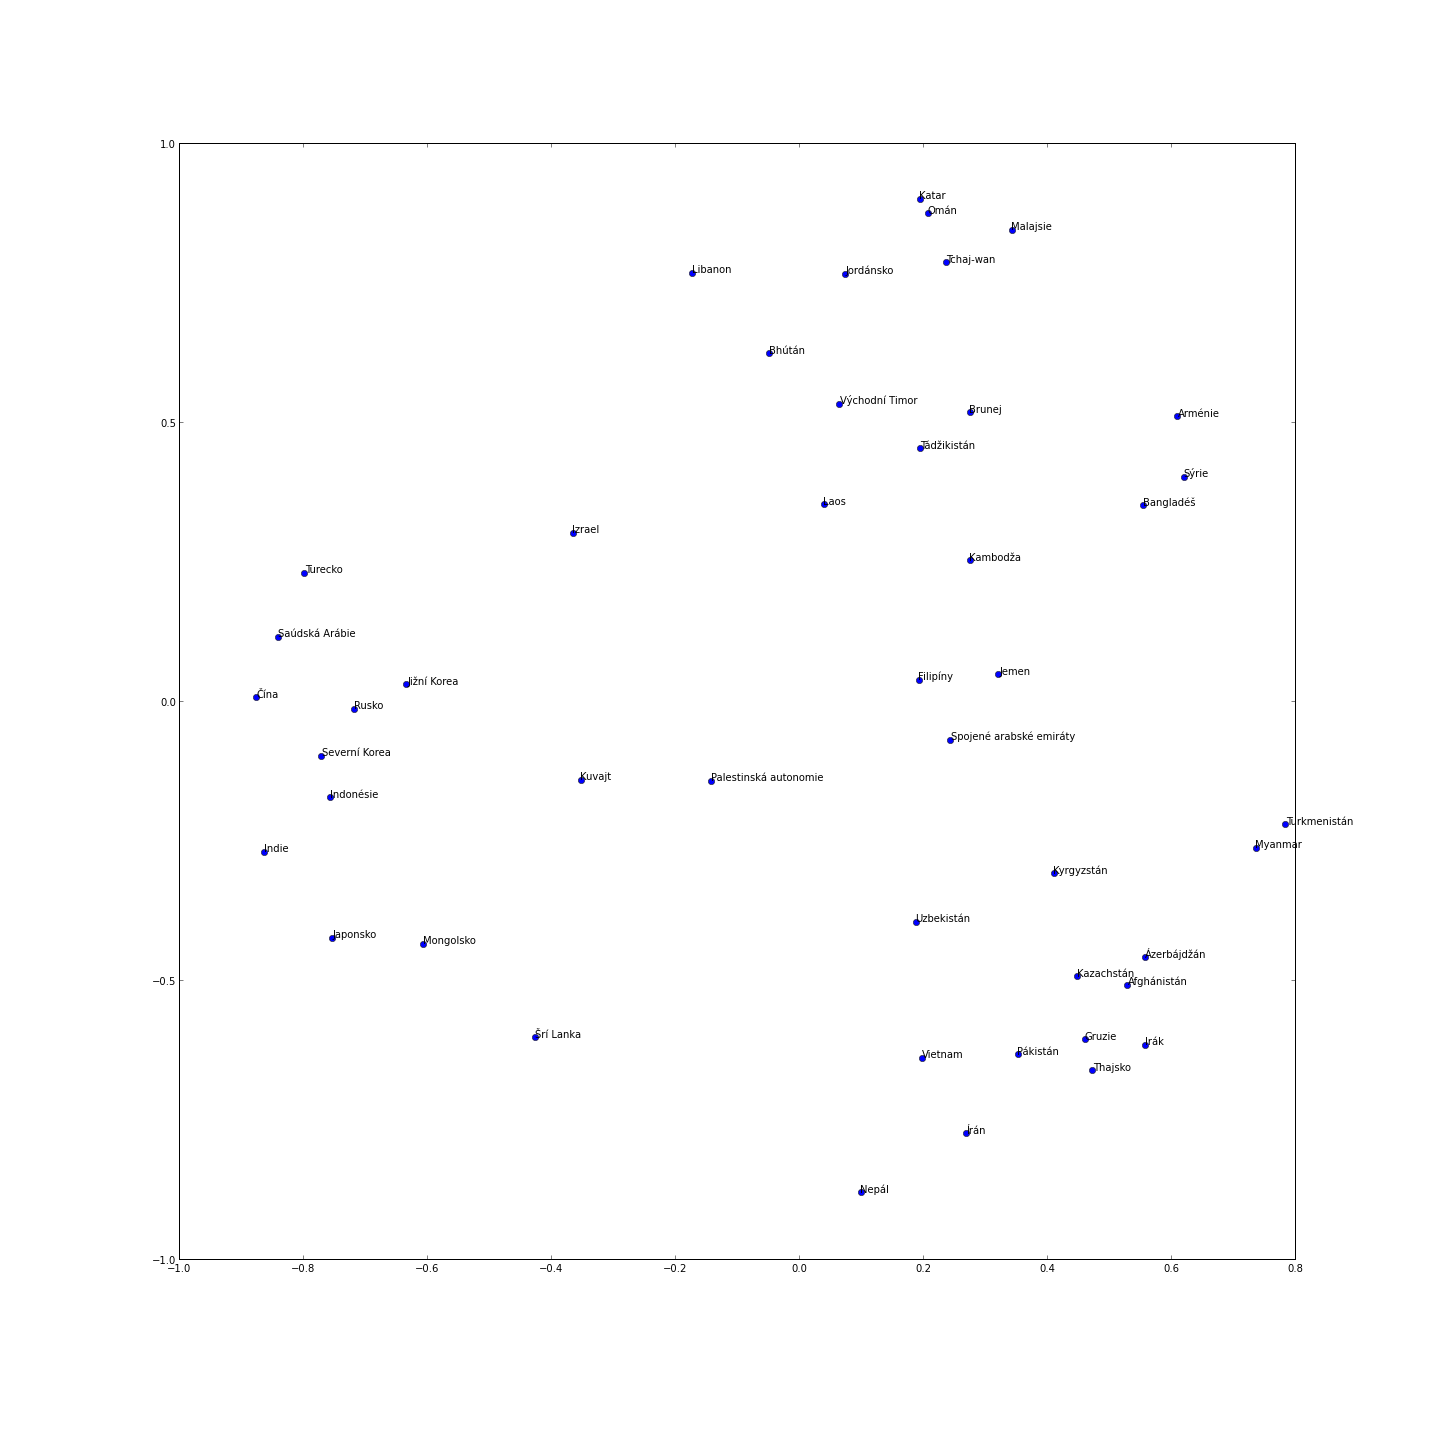 1.0
Katar
Omán
Malajsie
Tchaj-wan
Libanon
Jordánsko
Bhútán
Východní Timor
Brunej
Arménie
0.5
Tádžikistán
Sýrie
Laos
Bangladéš
Izrael
Kambodža
Turecko
Saúdská Arábie
Jižní Korea
Filipíny
Jemen
Čína
0.0
Rusko
Spojené arabské emiráty
Severní Korea
Kuvajt
Palestinská autonomie
Indonésie
Turkmenistán
Indie
Myanmar
Kyrgyzstán
Uzbekistán
Japonsko
Mongolsko
Ázerbájdžán
Kazachstán
−0.5
Afghánistán
Šrí Lanka
Gruzie
Irák
Vietnam
Pákistán
Thajsko
Írán
Nepál
−1.0
−1.0 −0.8 −0.6 −0.4 −0.2 0.0 0.2 0.4 0.6 0.8